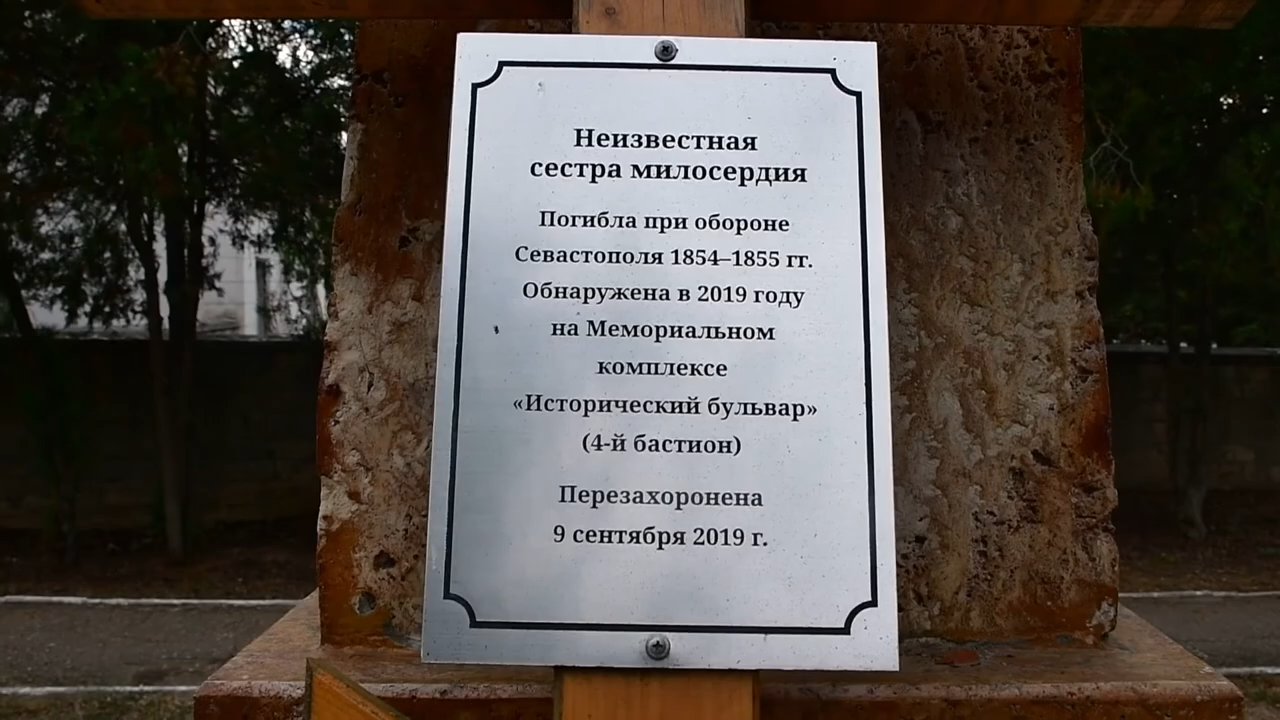 Неизвестная
сестра милосердия
Погибла при обороне
Севастополя 1854–1855 гг.
Обнаружена в 2019 году
на Мемориальном
комплексе
«Исторический бульвар»
(4-й бастион)
Перезахоронена
9 сентября 2019 г.